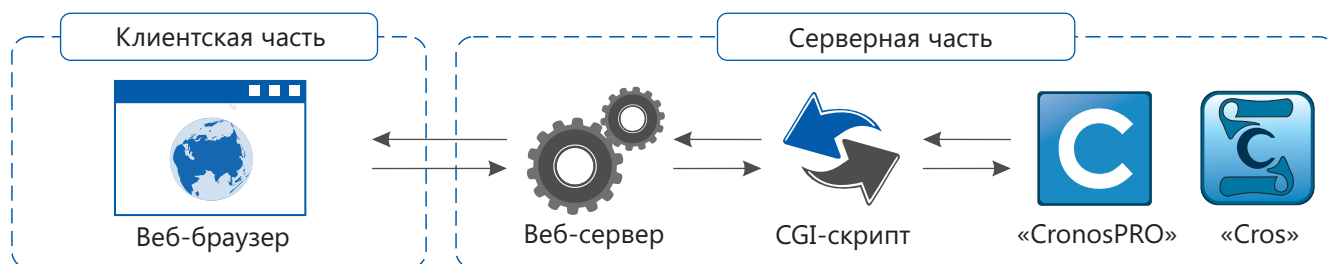 Клиентская часть
Серверная часть
Веб-браузер
Веб-сервер
CGI-скрипт
«CronosPRO»
«Cros»